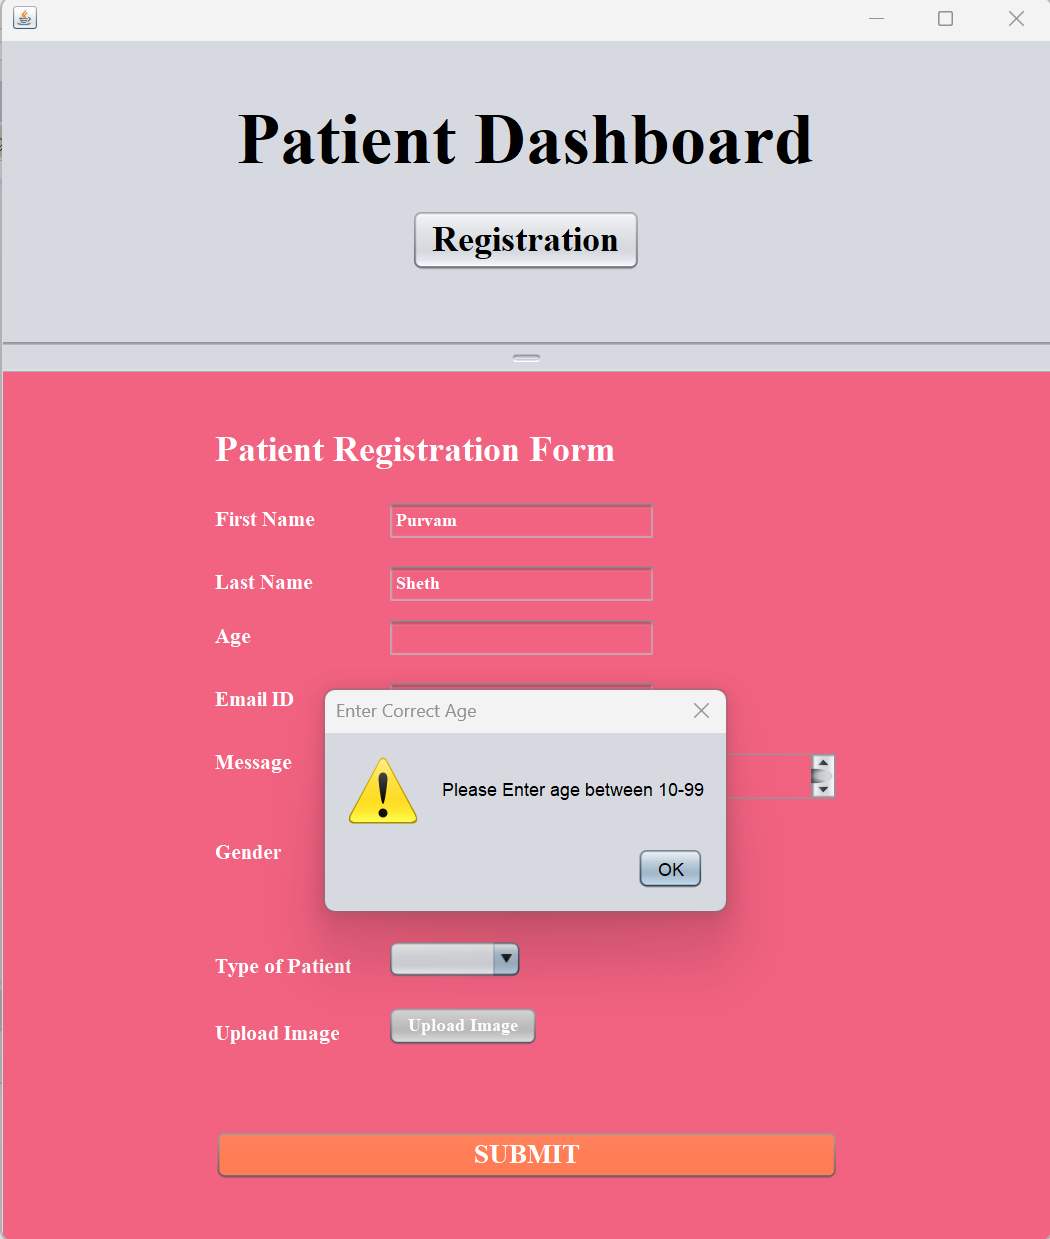 Patient Dashboard
Registration
Patient Registration Form
First Name
Purvam
Last Name
Sheth
Age
Email ID
Enter Correct Age
Message
Please Enter age between 10-99
Gender
OK
Type of Patient
Upload Image
Upload Image
SUBMIT